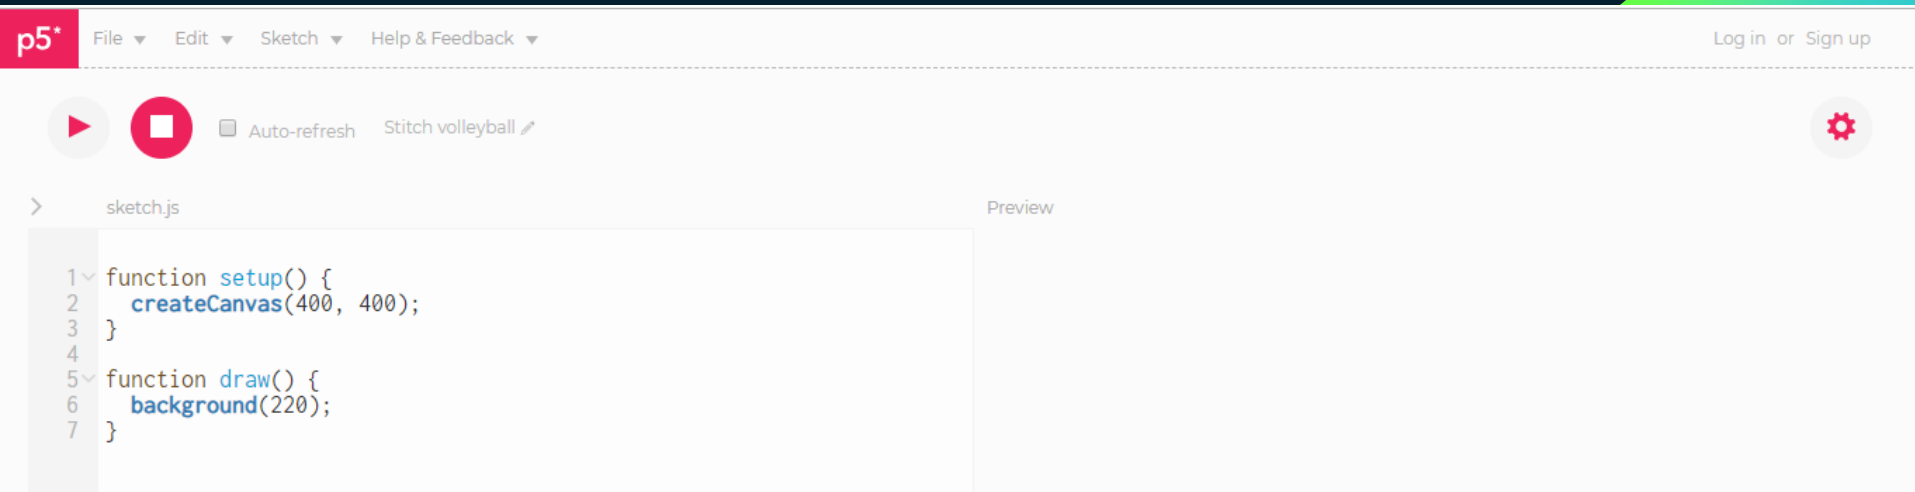 p5* File Edit Sketch Help & Feedback Log in or Sign up
Auto-refresh Stitch volleyball
sketch.js Preview
1 function setup() {
2 createCanvas(400, 400);
3 }
4
5 function draw() {
6 background(220);
7 }